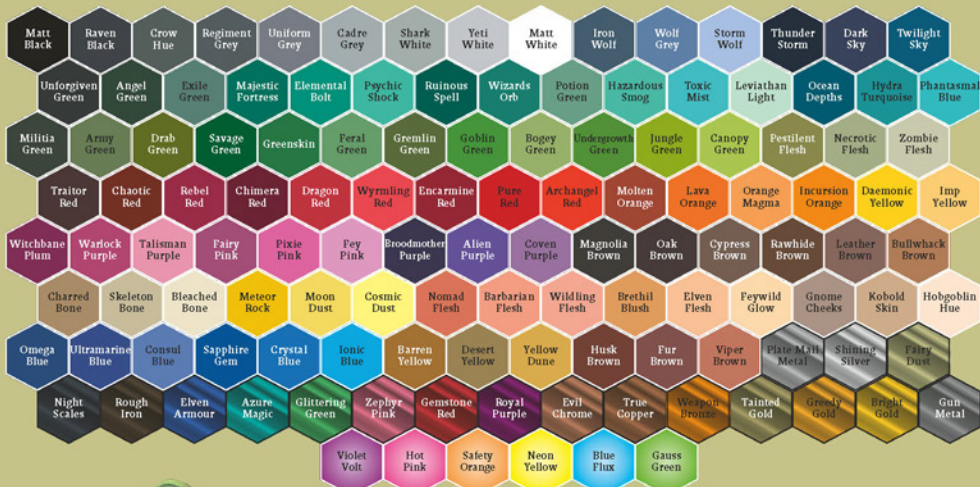 Matt Black Raven Black Crow Hue Regiment Grey Uniform Grey Cadre Grey Shark White Yeti White Matt White Iron Wolf Wolf Grey Storm Wolf Thunder Storm Dark Sky Twilight Sky
Unforgiven Green Angel Green Exile Green Majestic Fortress Elemental Bolt Psychic Shock Ruinous Spell Wizards Orb Potion Green Hazardous Smog Toxic Mist Leviathan Light Ocean Depths Hydra Turquoise Phantasmal Blue
Militia Green Army Green Drab Green Savage Green Greenskin Feral Green Gremlin Green Goblin Green Bogey Green Undergrowth Green Jungle Green Canopy Green Pestilent Flesh Necrotic Flesh Zombie Flesh
Traitor Red Chaotic Red Rebel Red Chimera Red Dragon Red Wyrmling Red Encarmine Red Pure Red Archangel Red Molten Orange Lava Orange Orange Magma Incursion Orange Daemonic Yellow Imp Yellow
Witchbane Plum Warlock Purple Talisman Purple Fairy Pink Pixie Pink Fey Pink Broodmother Purple Alien Purple Coven Purple Magnolia Brown Oak Brown Cypress Brown Rawhide Brown Leather Brown Bullwhack Brown
Charred Bone Skeleton Bone Bleached Bone Meteor Rock Moon Dust Cosmic Dust Nomad Flesh Barbarian Flesh Wildling Flesh Brethil Blush Elven Flesh Feywild Glow Gnome Cheeks Kobold Skin Hobgoblin Hue
Omega Blue Ultramarine Blue Consul Blue Sapphire Gem Crystal Blue Ionic Blue Barren Yellow Desert Yellow Yellow Dune Husk Brown Fur Brown Viper Brown Plate Mail Metal Shining Silver Fairy Dust
Night Scales Rough Iron Elven Armour Azure Magic Glittering Green Zephyr Pink Gemstone Red Royal Purple Evil Chrome True Copper Weapon Bronze Tainted Gold Greedy Gold Bright Gold Gun Metal
Violet Volt Hot Pink Safety Orange Neon Yellow Blue Flux Gauss Green